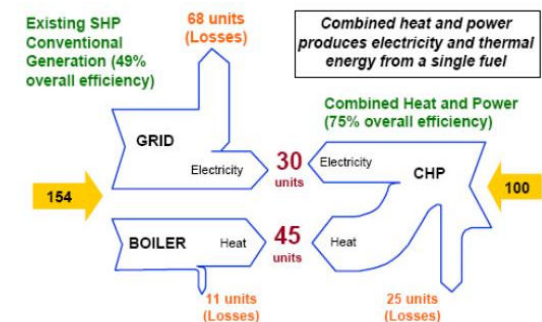 Existing SHP
Conventional
Generation (49%
overall efficiency)
68 units
(Losses)
Combined heat and power
produces electricity and thermal
energy from a single fuel
Combined Heat and Power
(75% overall efficiency)
GRID
Electricity
30
units
Electricity
CHP
154
100
BOILER
Heat
45
units
Heat
11 units
(Losses)
25 units
(Losses)